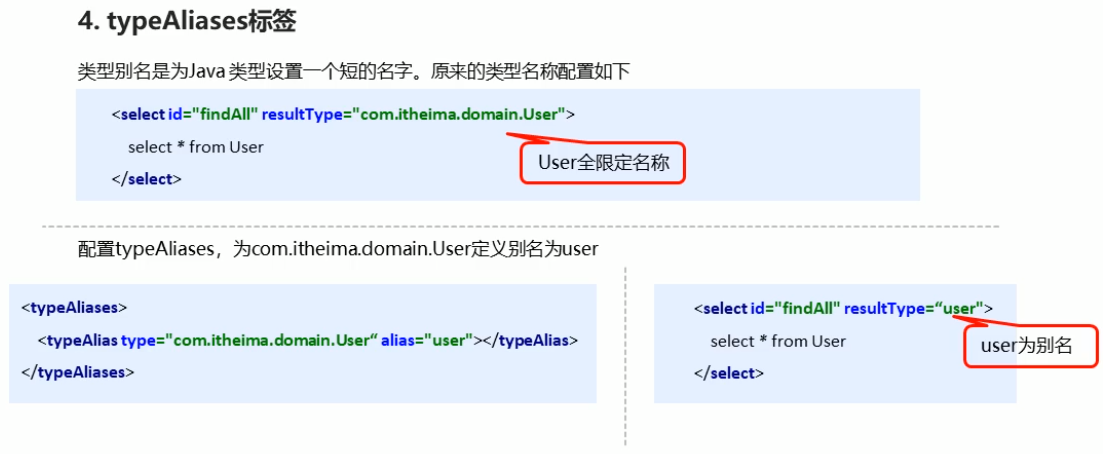 4. typeAliases标签
类型别名是为Java 类型设置一个短的名字。原来的类型名称配置如下
<select id="findAll" resultType="com.itheima.domain.User">
select * from User
</select>
User全限定名称
配置typeAliases，为com.itheima.domain.User定义别名为user
<typeAliases>
<typeAlias type="com.itheima.domain.User“ alias="user"></typeAlias>
</typeAliases>
<select id="findAll" resultType=“user">
select * from User
</select>
user为别名